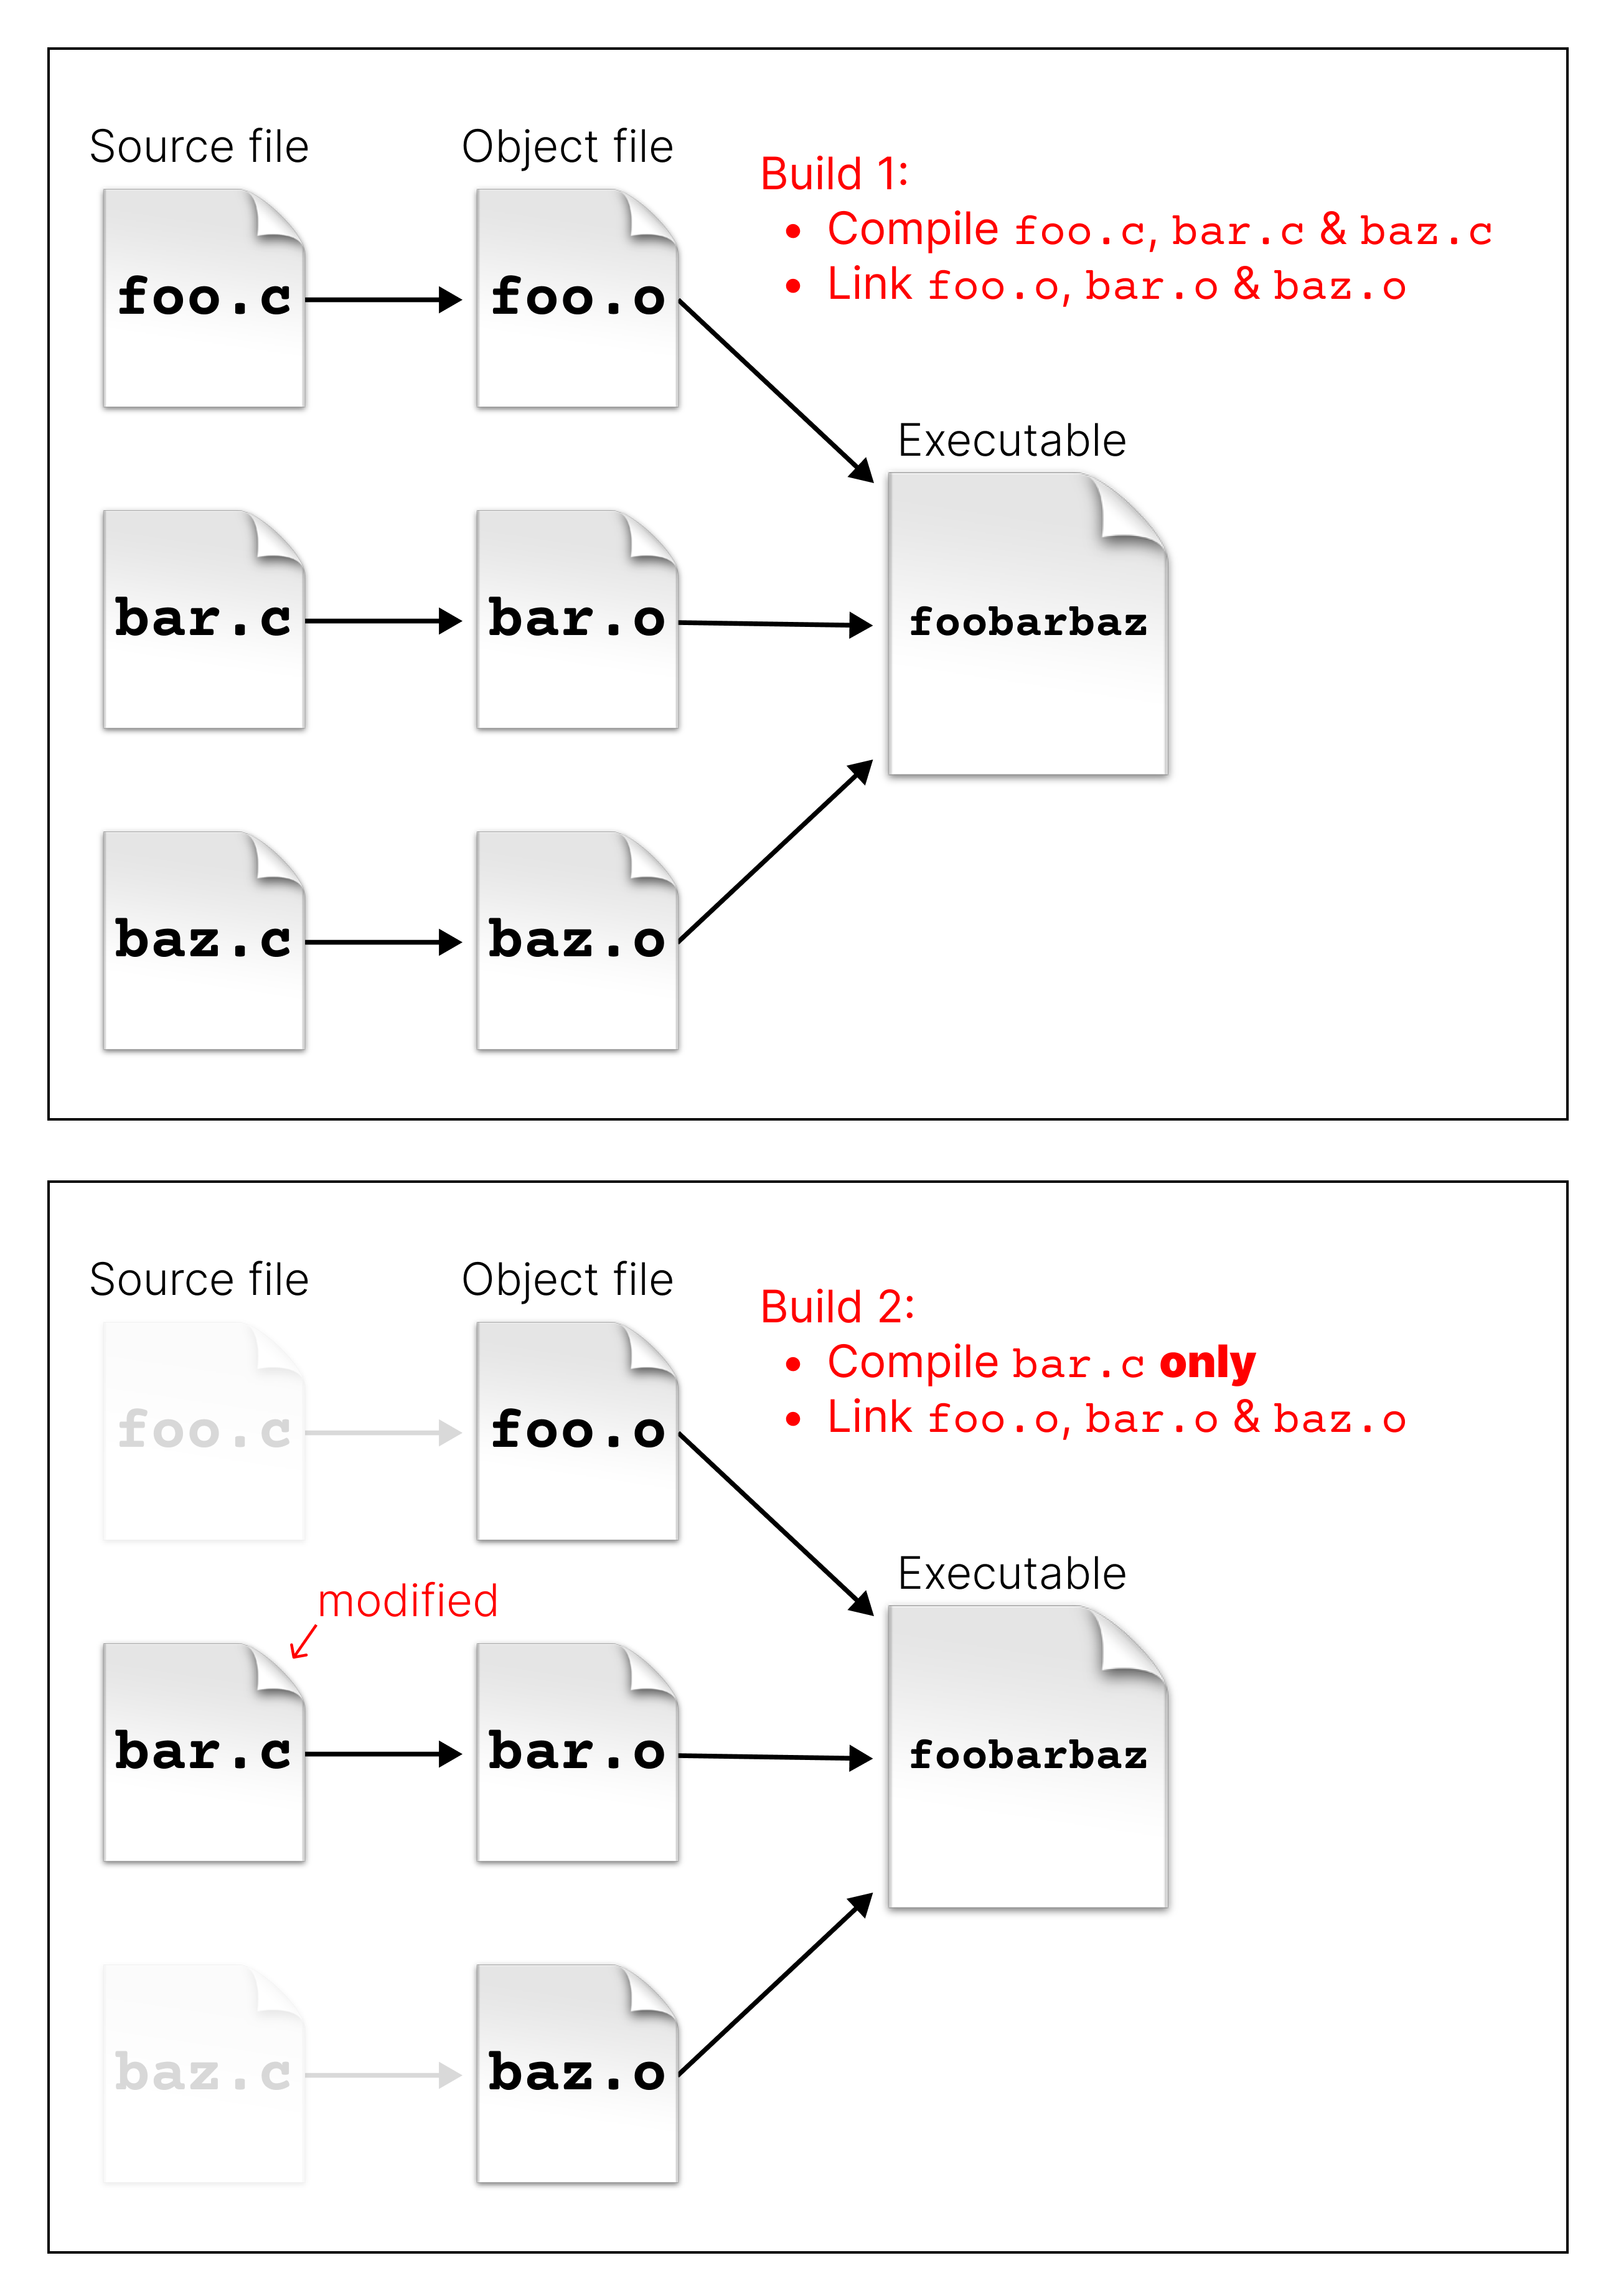 Source file
Object file
Build 1:
• Compile foo.c, bar.c & baz.c
• Link foo.o, bar.o & baz.o
foo.c
foo.o
Executable
bar.c
bar.o
foobarbaz
baz.c
baz.o
Source file
Object file
Build 2:
• Compile bar.c only
• Link foo.o, bar.o & baz.o
foo.c
foo.o
Executable
modified
bar.c
bar.o
foobarbaz
baz.c
baz.o